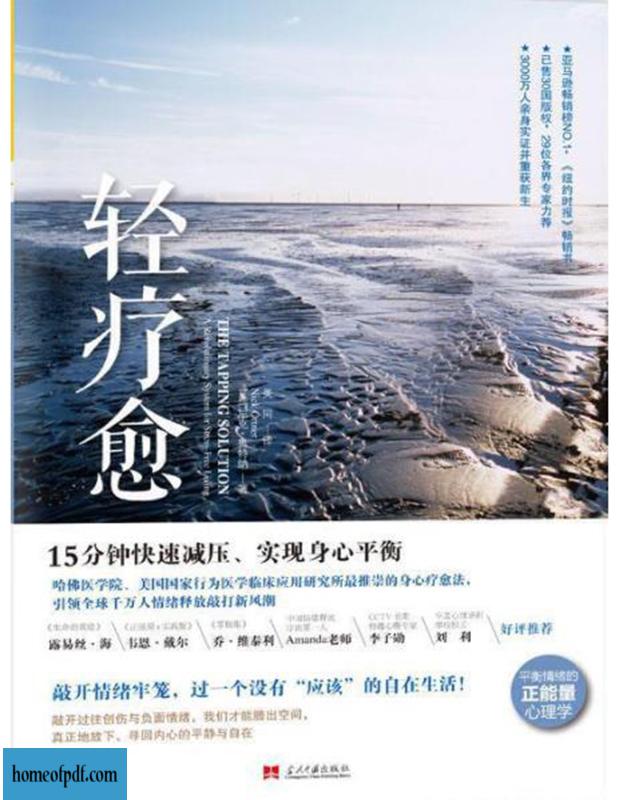 ★亚马逊畅销榜NO.1·《纽约时报》畅销书
★已售30国版权·29位各界专家力荐
★3000万人亲身实证并重获新生
轻疗愈
THE TAPPING SOLUTION
Nick Ortner
15分钟快速减压、实现身心平衡
哈佛医学院、美国国家行为医学临床应用研究所最推崇的身心疗愈法，
引领全球千万人情绪释放敲打新风潮
露易丝·海
韦恩·戴尔
乔·维泰利
Amanda老师
李子勋
刘 利
好评推荐
敲开情绪牢笼，过一个没有“应该”的自在生活！
平衡情绪的
正能量
心理学
敲开过往创伤与负面情绪，我们才能腾出空间，
真正地放下、寻回内心的平静与自在
homeofpdf.com
当代中国出版社